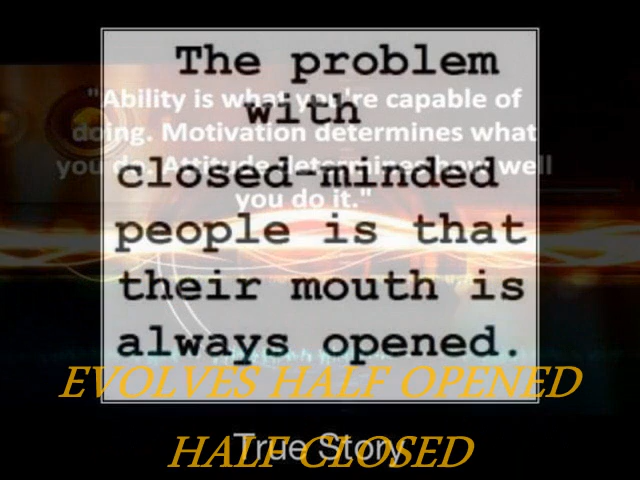 The problem
"Ability is what you're capable of
with
doing. Motivation determines what
you do. Attitude determines how well
closed-minded
you do it."
people is that
their mouth is
always opened.
EVOLVES HALF OPENED
True Story
HALF CLOSED